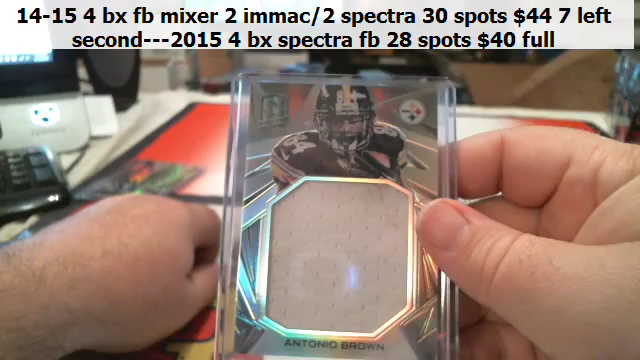 14-15 4 bx fb mixer 2 immac/2 spectra 30 spots $44 7 left
second---2015 4 bx spectra fb 28 spots $40 full
84
ANTONIO BROWN